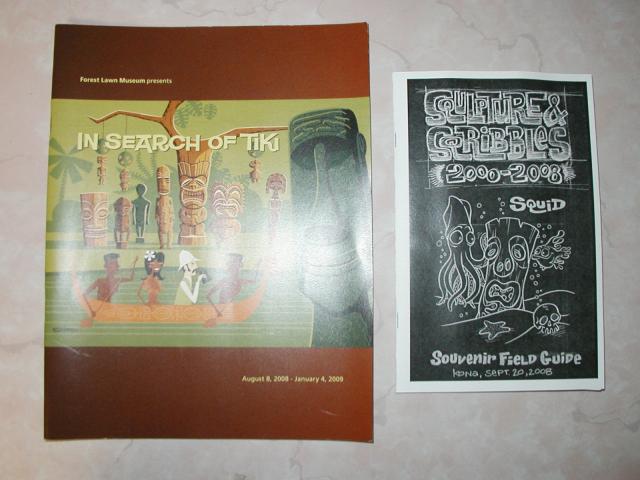 Forest Lawn Museum presents
IN SEARCH OF TiKi
August 8, 2008 - January 4, 2009
SCULPTURE &
SCRIBBLES
(2000-2008)
SQUID
SOUVENIR FIELD GUIDE
KONA, SEPT. 20, 2008